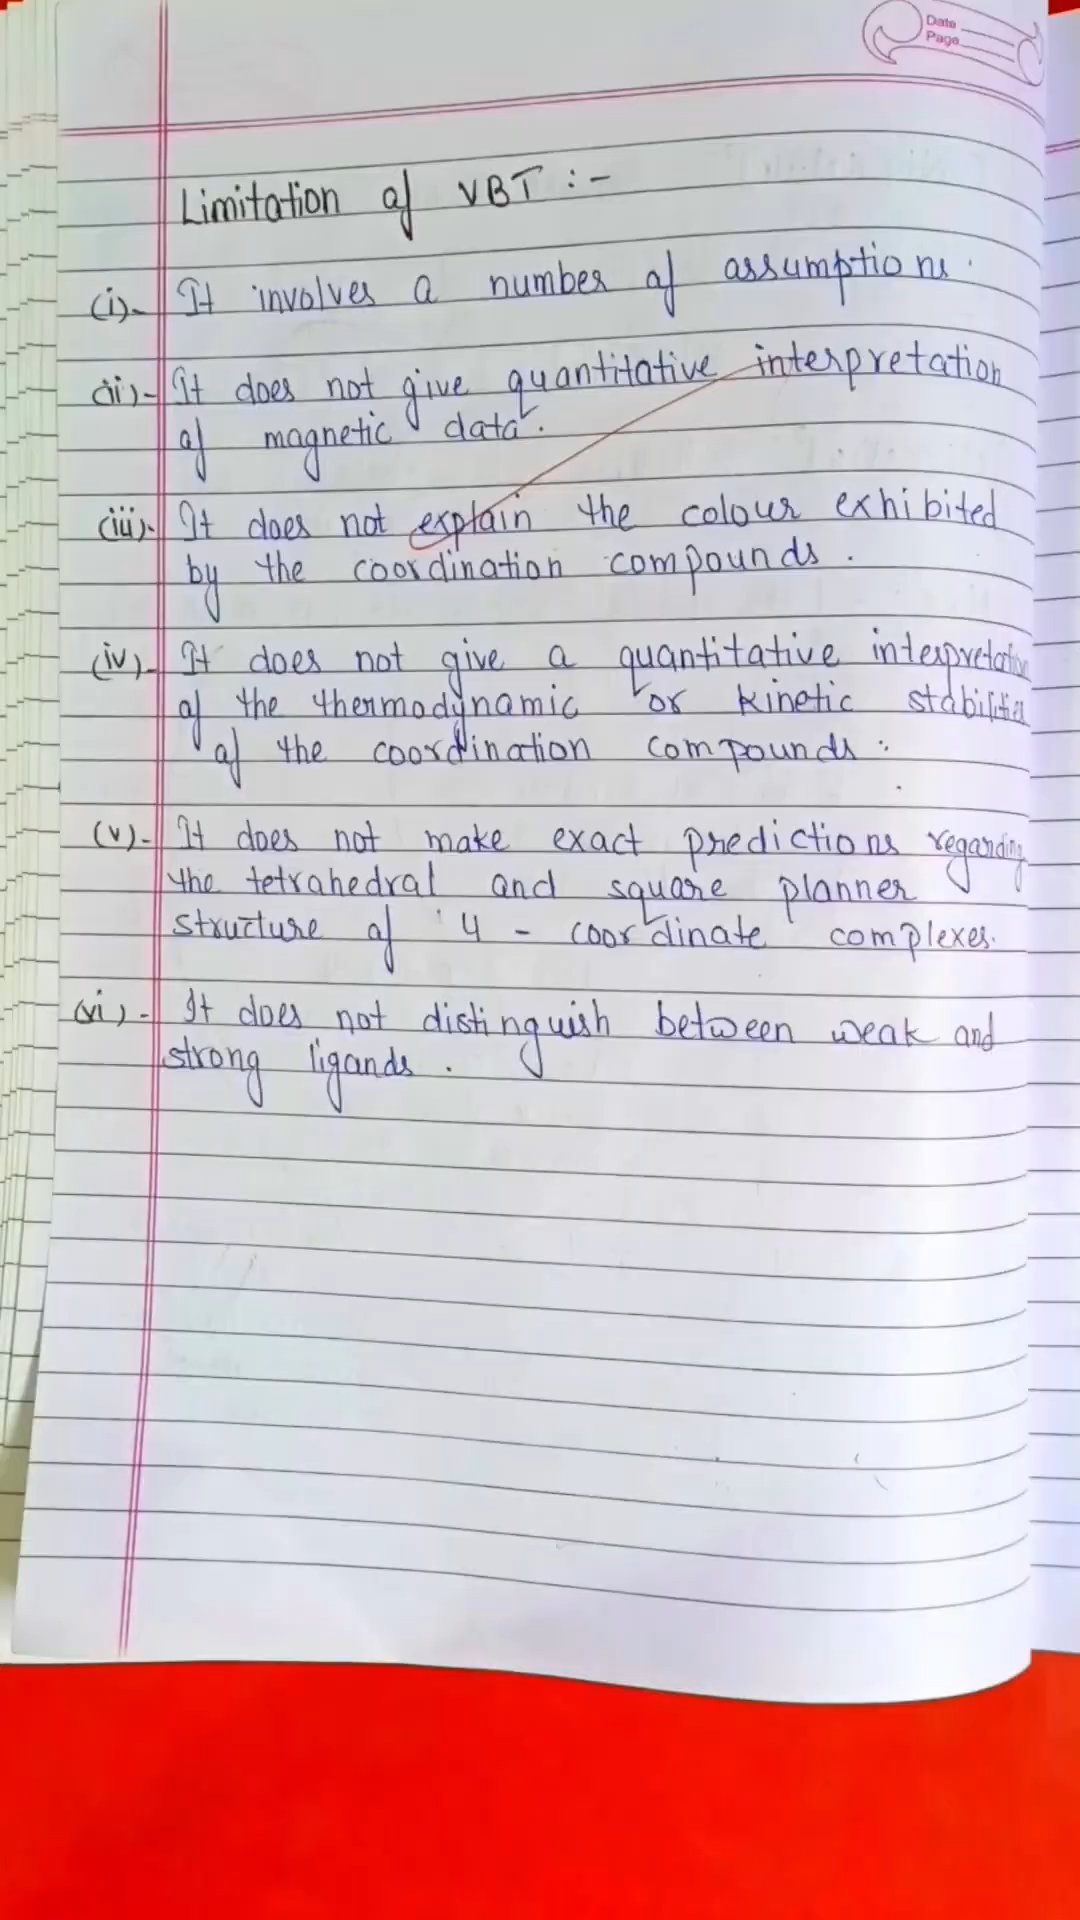 Date
Page
Limitation of VBT :-
(i)- It involves a number of assumptions.
(ii)- It does not give quantitative interpretation
of magnetic data.
(iii)- It does not explain the colour exhibited
by the coordination compounds.
(iv)- It does not give a quantitative interpretation
of the thermodynamic or kinetic stabilities
of the coordination compounds.
(v)- It does not make exact predictions regarding
the tetrahedral and square planner
structure of 4 - coordinate complexes.
(vi)- It does not distinguish between weak and
strong ligands.